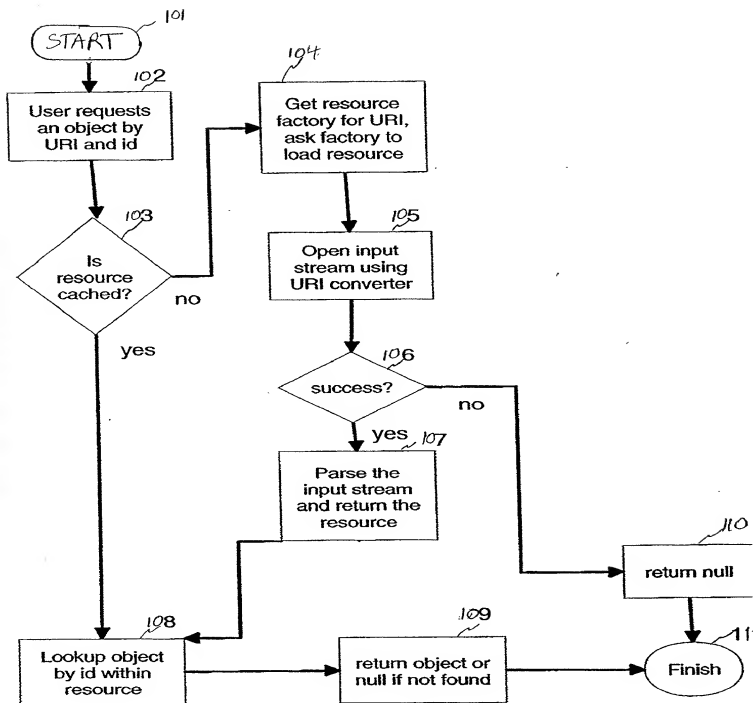 101
START
102
User requests
an object by
URI and id
103
Is
resource
cached?
no
yes
104
Get resource
factory for URI,
ask factory to
load resource
105
Open input
stream using
URI converter
106
success?
no
yes
107
Parse the
input stream
and return the
resource
108
Lookup object
by id within
resource
109
return object or
null if not found
110
return null
11
Finish